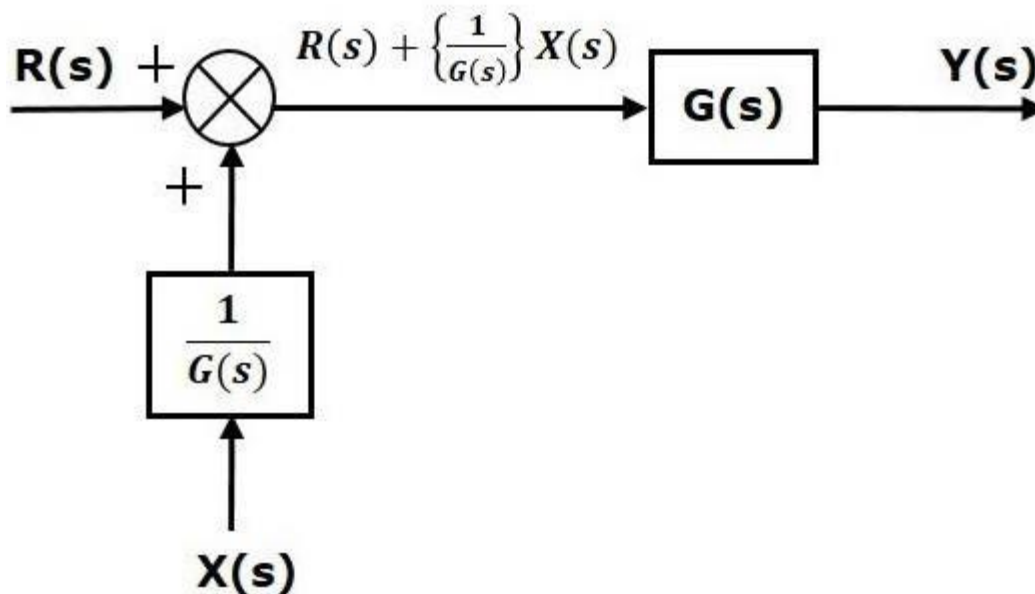 R(s) +
R(s) + {1/G(s)} X(s)
G(s)
Y(s)
+
1/G(s)
X(s)